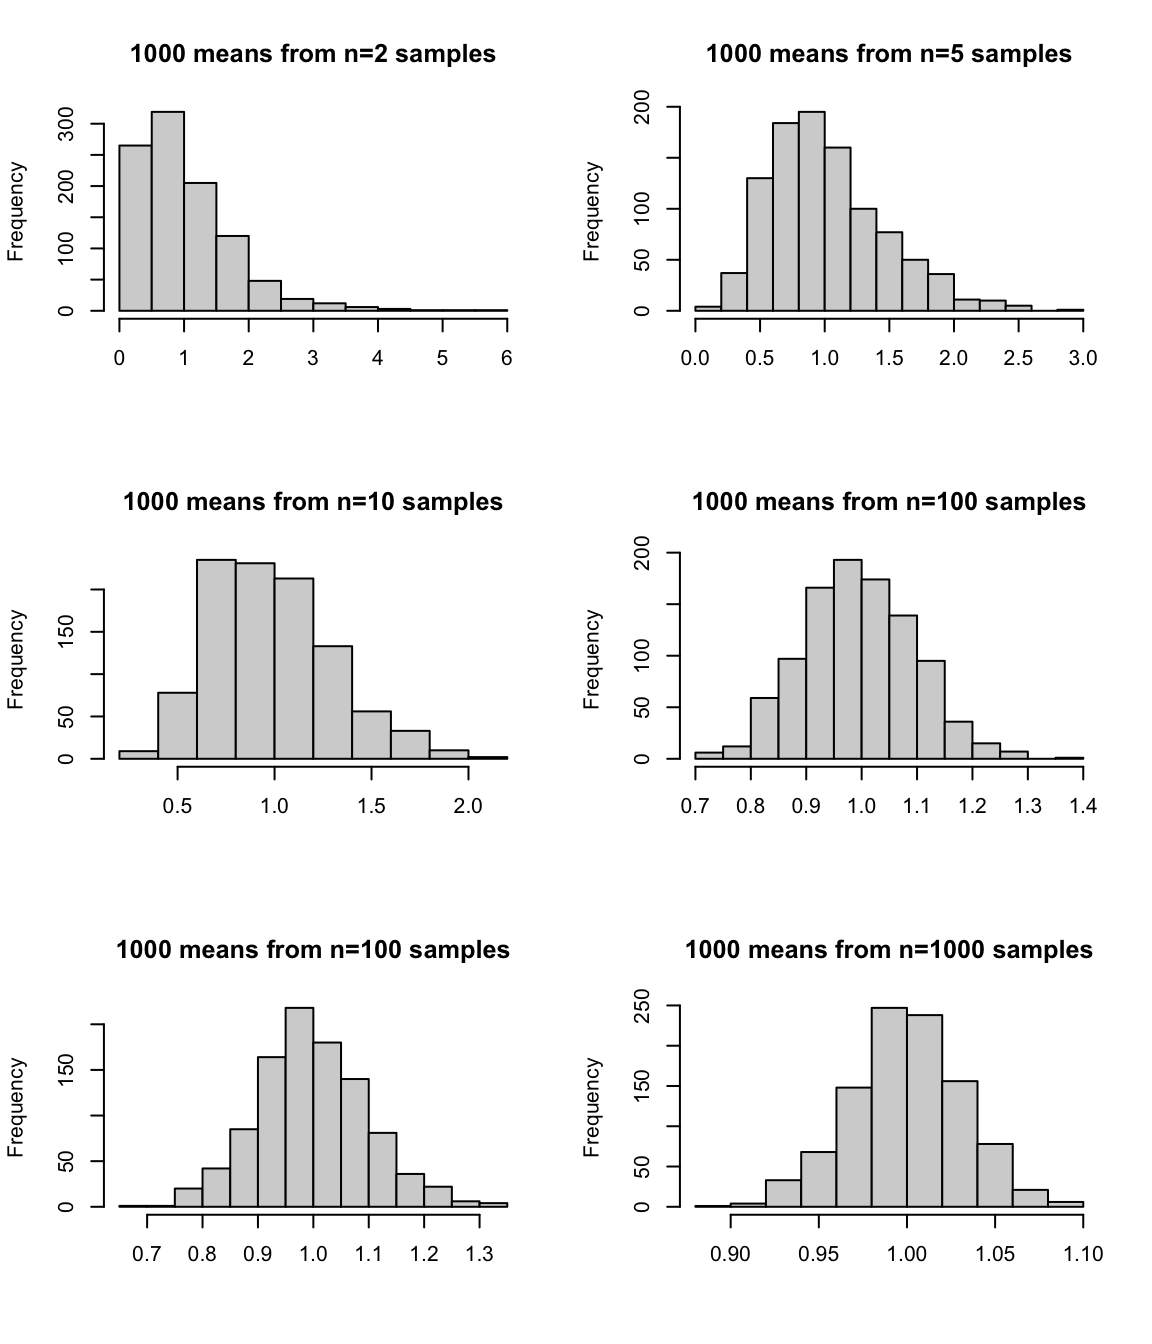 1000 means from n=2 samples
Frequency
0 100 200 300
0 1 2 3 4 5 6
1000 means from n=5 samples
Frequency
0 50 100 200
0.0 0.5 1.0 1.5 2.0 2.5 3.0
1000 means from n=10 samples
Frequency
0 50 150
0.5 1.0 1.5 2.0
1000 means from n=100 samples
Frequency
0 50 100 200
0.7 0.8 0.9 1.0 1.1 1.2 1.3 1.4
1000 means from n=100 samples
Frequency
0 50 150
0.7 0.8 0.9 1.0 1.1 1.2 1.3
1000 means from n=1000 samples
Frequency
0 50 150 250
0.90 0.95 1.00 1.05 1.10